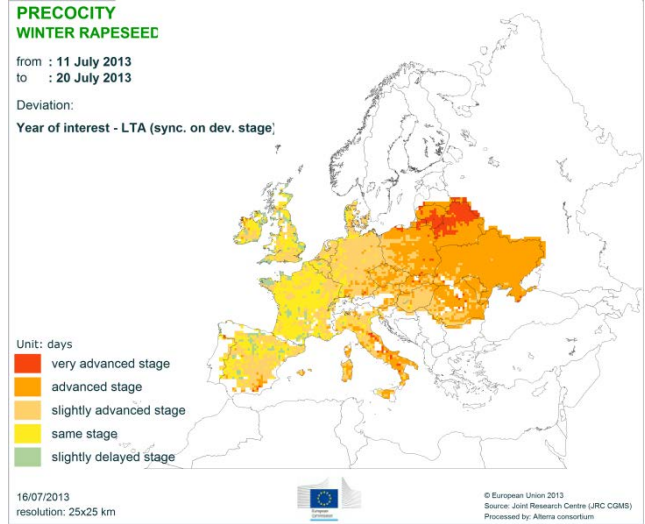 PRECOCITY
WINTER RAPESEED
from : 11 July 2013
to : 20 July 2013
Deviation:
Year of interest - LTA (sync. on dev. stage)
Unit: days
very advanced stage
advanced stage
slightly advanced stage
same stage
slightly delayed stage
16/07/2013
resolution: 25x25 km
European
Commission
© European Union 2013
Source: Joint Research Centre (JRC CGMS)
Processed by: Alterra consortium